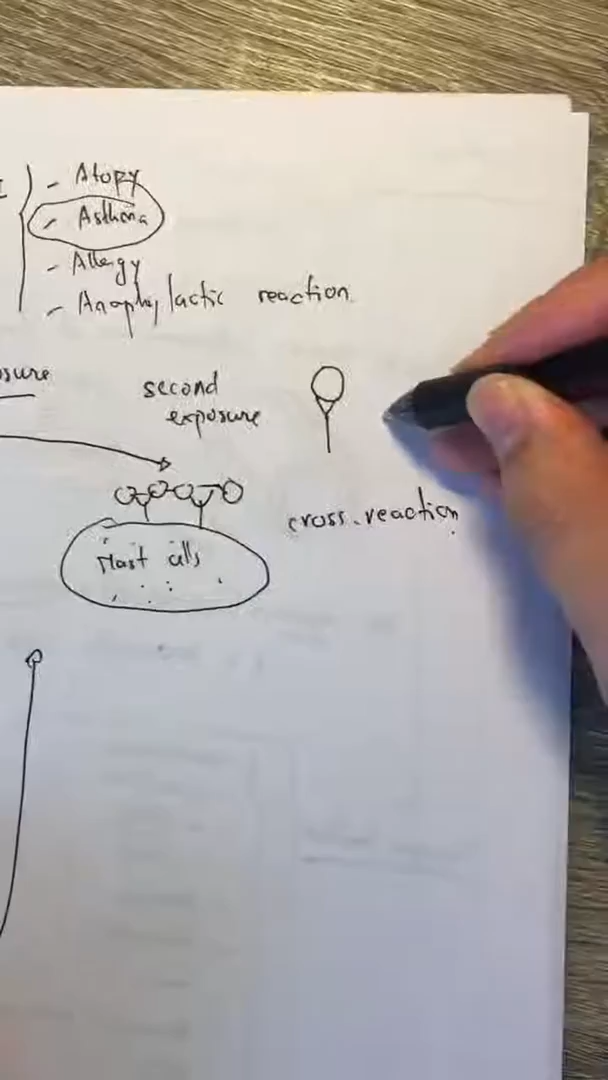 - Atopy
- Asthma
- Allergy
- Anaphylactic reaction
second
exposure
cross-reaction
Mast cells